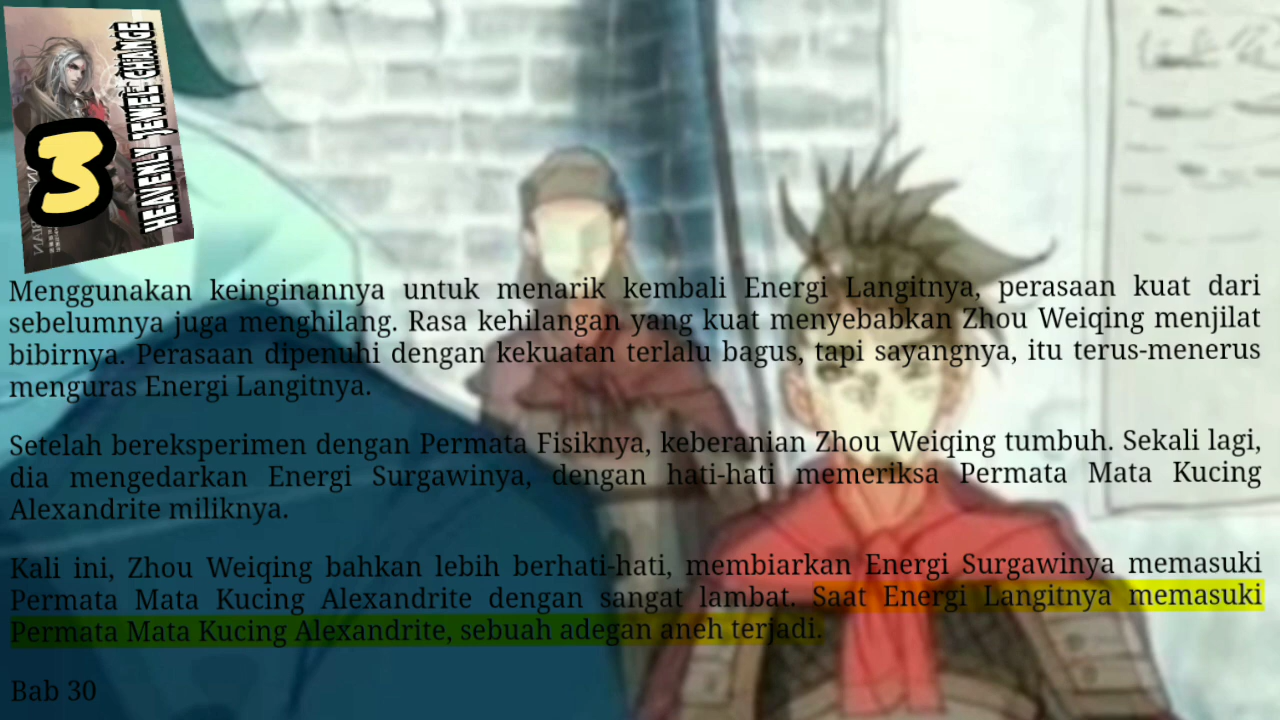 HEAVENLY JEWEL CHANGE
3
Menggunakan keinginannya untuk menarik kembali Energi Langitnya, perasaan kuat dari
sebelumnya juga menghilang. Rasa kehilangan yang kuat menyebabkan Zhou Weiqing menjilat
bibirnya. Perasaan dipenuhi dengan kekuatan terlalu bagus, tapi sayangnya, itu terus-menerus
menguras Energi Langitnya.
Setelah bereksperimen dengan Permata Fisiknya, keberanian Zhou Weiqing tumbuh. Sekali lagi,
dia mengedarkan Energi Surgawinya, dengan hati-hati memeriksa Permata Mata Kucing
Alexandrite miliknya.
Kali ini, Zhou Weiqing bahkan lebih berhati-hati, membiarkan Energi Surgawinya memasuki
Permata Mata Kucing Alexandrite dengan sangat lambat. Saat Energi Langitnya memasuki
Permata Mata Kucing Alexandrite, sebuah adegan aneh terjadi.
Bab 30